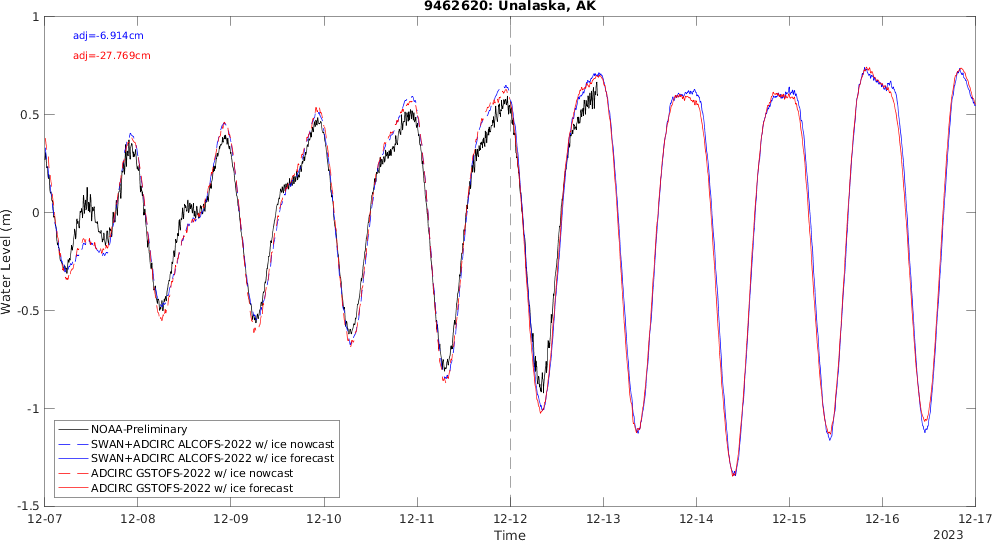 9462620: Unalaska, AK
adj=-6.914cm
adj=-27.769cm
Water Level (m)
1
0.5
0
-0.5
-1
-1.5
NOAA-Preliminary
SWAN+ADCIRC ALCOFS-2022 w/ ice nowcast
SWAN+ADCIRC ALCOFS-2022 w/ ice forecast
ADCIRC GSTOFS-2022 w/ ice nowcast
ADCIRC GSTOFS-2022 w/ ice forecast
12-07 12-08 12-09 12-10 12-11 12-12 12-13 12-14 12-15 12-16 12-17
Time
2023